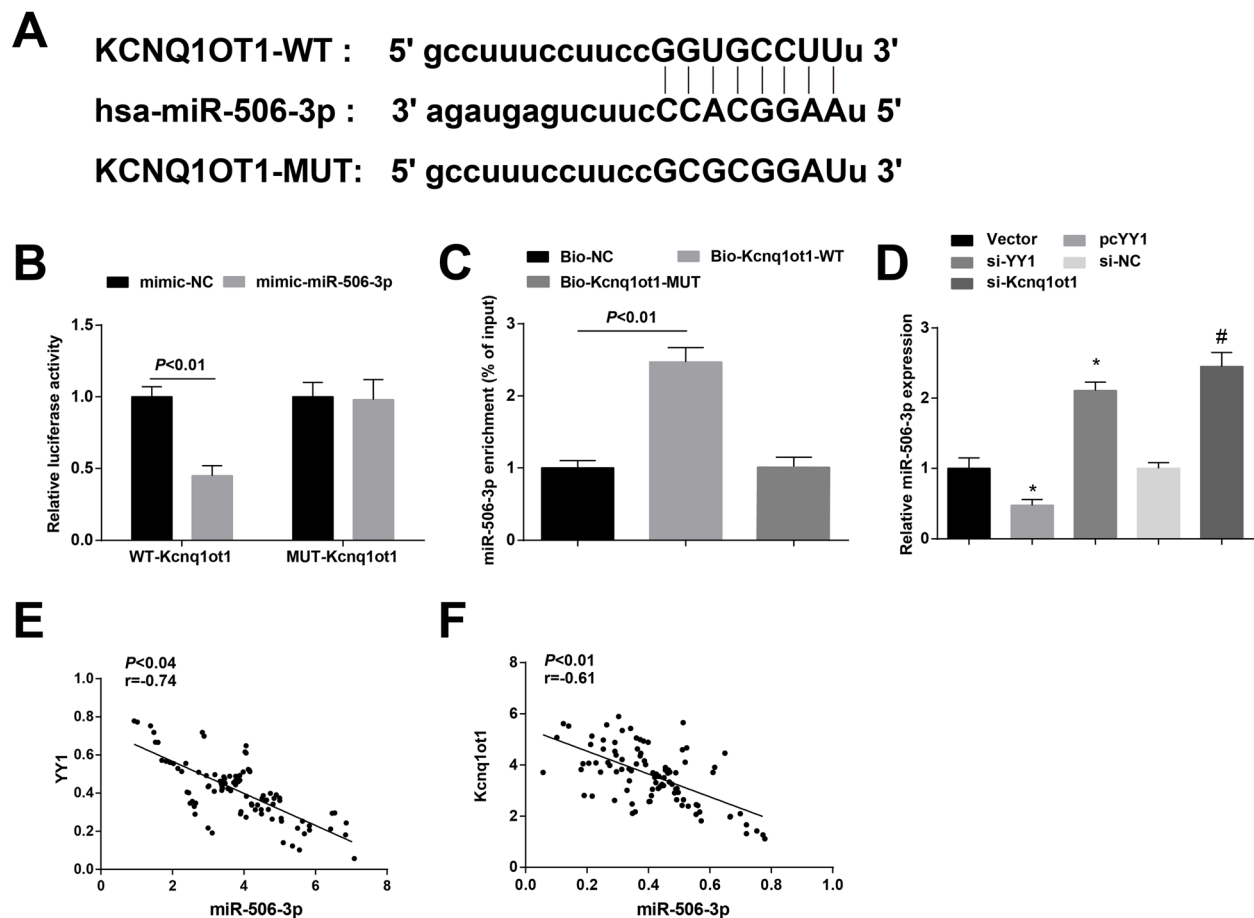 A
KCNQ1OT1-WT : 5' gccuuuccuuccGGUGCCUUu 3'
hsa-miR-506-3p : 3' agaugagucuucCCACGGAAu 5'
KCNQ1OT1-MUT: 5' gccuuuccuuccGCGCGGAUu 3'
B
mimic-NC mimic-miR-506-3p
Relative luciferase activity
1.5
1.0
0.5
0.0
P<0.01
WT-Kcnq1ot1 MUT-Kcnq1ot1
C
Bio-NC Bio-Kcnq1ot1-WT
Bio-Kcnq1ot1-MUT
miR-506-3p enrichment (% of input)
3
2
1
0
P<0.01
D
Vector pcYY1
si-YY1 si-NC
si-Kcnq1ot1
Relative miR-506-3p expression
3
2
1
0
* * #
E
P<0.04
r=-0.74
YY1
1.0
0.8
0.6
0.4
0.2
0.0
0 2 4 6 8
miR-506-3p
F
P<0.01
r=-0.61
Kcnq1ot1
8
6
4
2
0
0.0 0.2 0.4 0.6 0.8 1.0
miR-506-3p